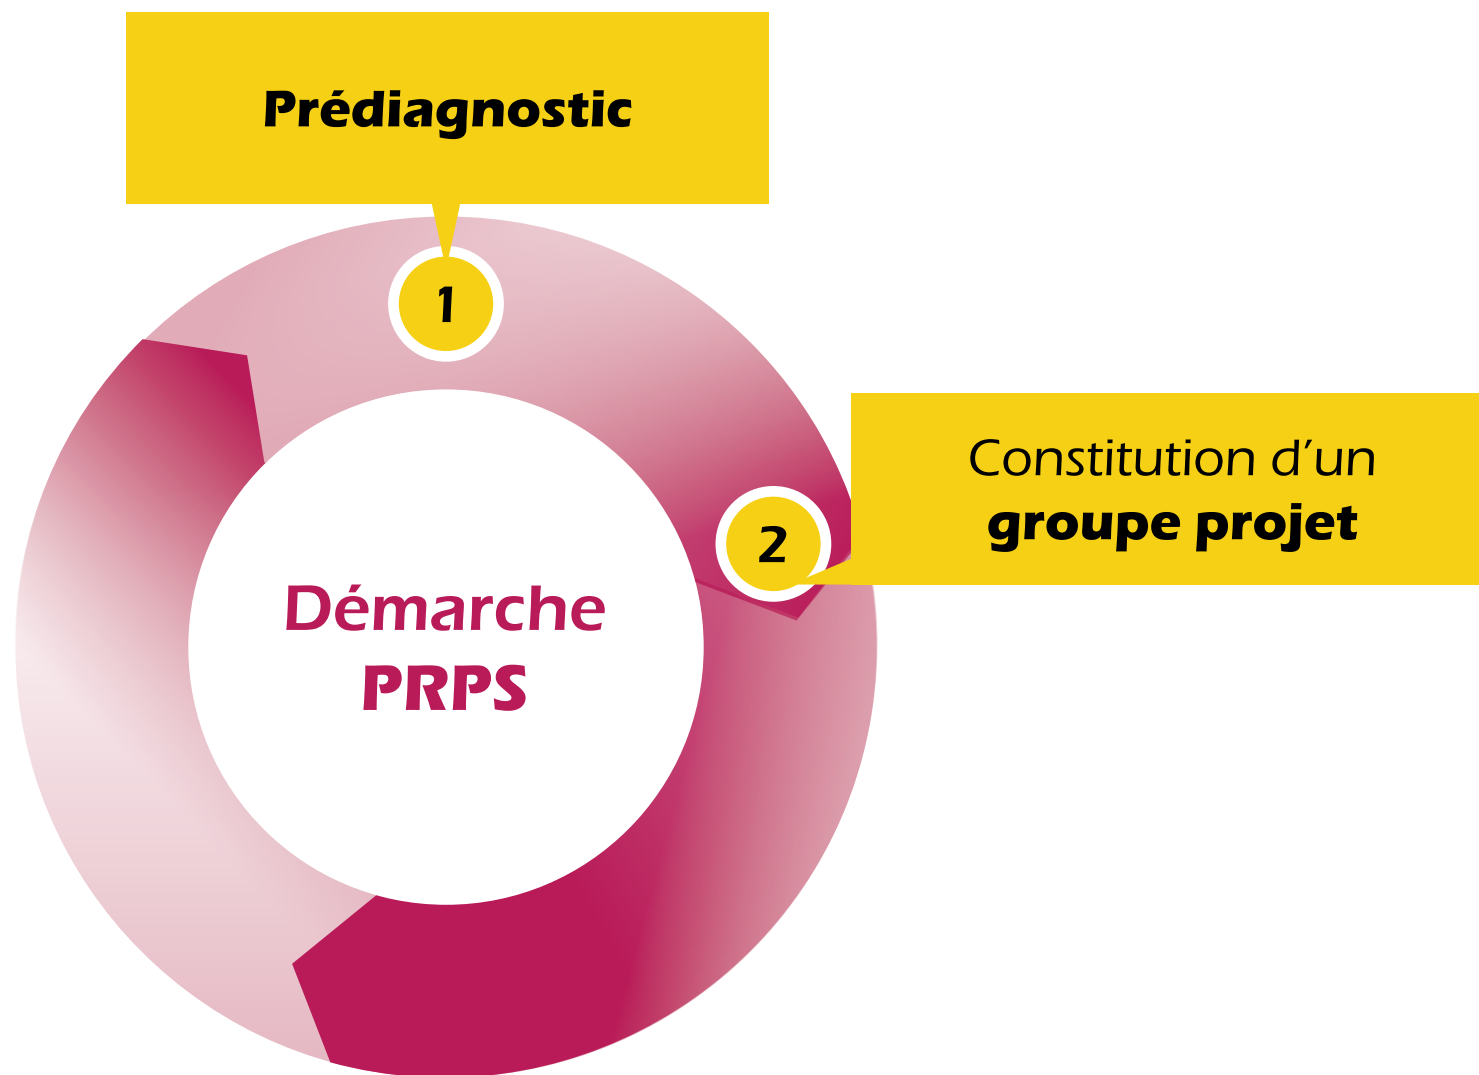 Prédiagnostic
1
Constitution d’un
groupe projet
2
Démarche
PRPS